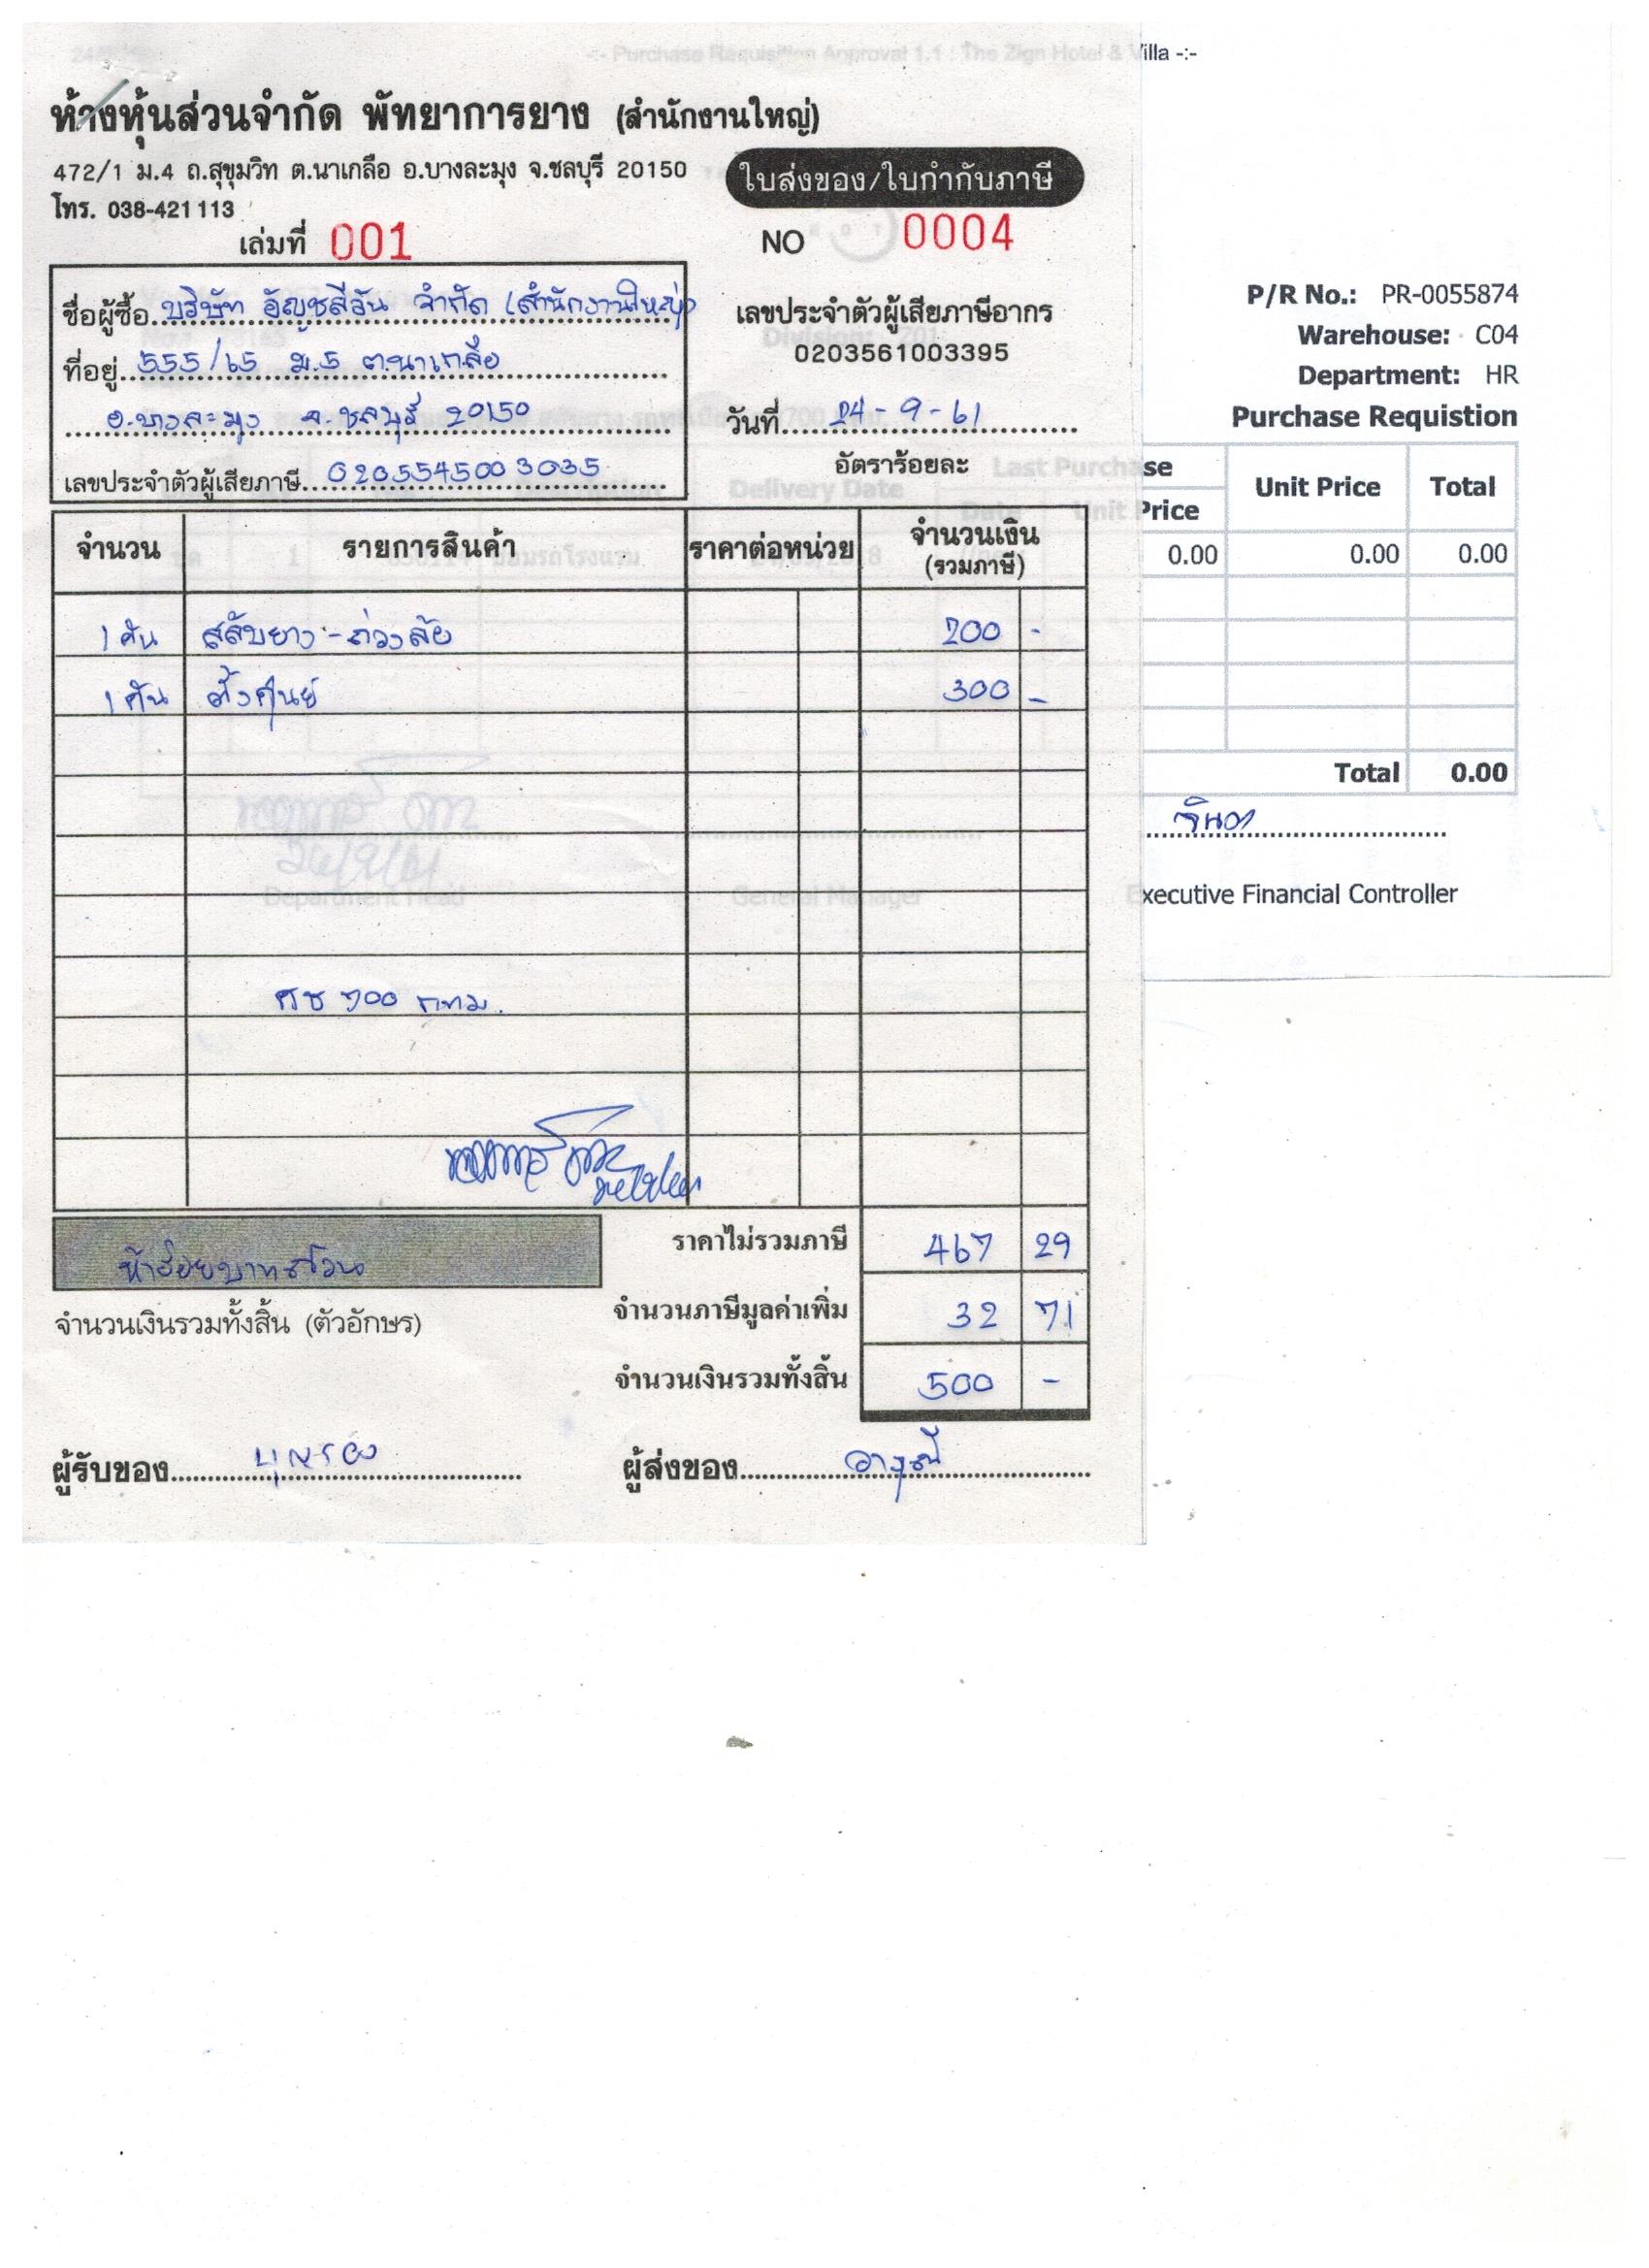 -:- Purchase Requisition Approval 1.1 : The Zign Hotel & Villa -:-
ห้างหุ้นส่วนจำกัด พัทยาการยาง (สำนักงานใหญ่)
472/1 ม.4 ถ.สุขุมวิท ต.นาเกลือ อ.บางละมุง จ.ชลบุรี 20150
ใบส่งของ/ใบกำกับภาษี
โทร. 038-421 113
เล่มที่ 001
NO 0004
ชื่อผู้ซื้อ บริษัท อัญชลีอัน จำกัด (สำนักงานใหญ่)
ที่อยู่ 555/65 ม.5 ต.นาเกลือ
อ.บางละมุง จ.ชลบุรี 20150
เลขประจำตัวผู้เสียภาษี 0205545003035
เลขประจำตัวผู้เสียภาษีอากร
0203561003395
วันที่ 24-9-61
อัตราร้อยละ
P/R No.: PR-0055874
Warehouse: C04
Department: HR
Purchase Requistion
Last Purchase Unit Price Total
Delivery Date Date Unit Price
0.00 0.00 0.00
Total 0.00
General Manager
Department Head
Executive Financial Controller
จำนวน รายการสินค้า ราคาต่อหน่วย จำนวนเงิน
(รวมภาษี)
1 คัน สลับยาง-ถ่วงล้อ 200 -
1 คัน ตั้งศูนย์ 300 -
700 กทม.
ห้าร้อยบาทถ้วน
จำนวนเงินรวมทั้งสิ้น (ตัวอักษร)
ราคาไม่รวมภาษี 467 29
จำนวนภาษีมูลค่าเพิ่ม 32 71
จำนวนเงินรวมทั้งสิ้น 500 -
ผู้รับของ
ผู้ส่งของ